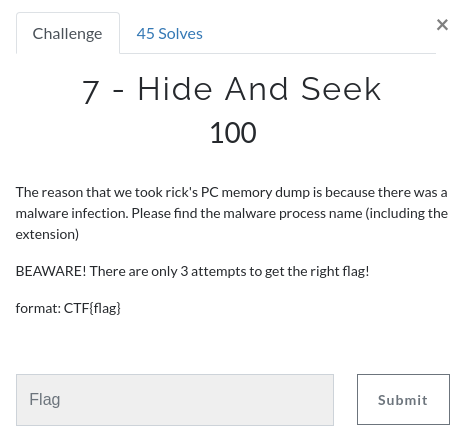 Challenge
45 Solves
×
7 - Hide And Seek
100
The reason that we took rick's PC memory dump is because there was a
malware infection. Please find the malware process name (including the
extension)
BEAWARE! There are only 3 attempts to get the right flag!
format: CTF{flag}
Flag
Submit